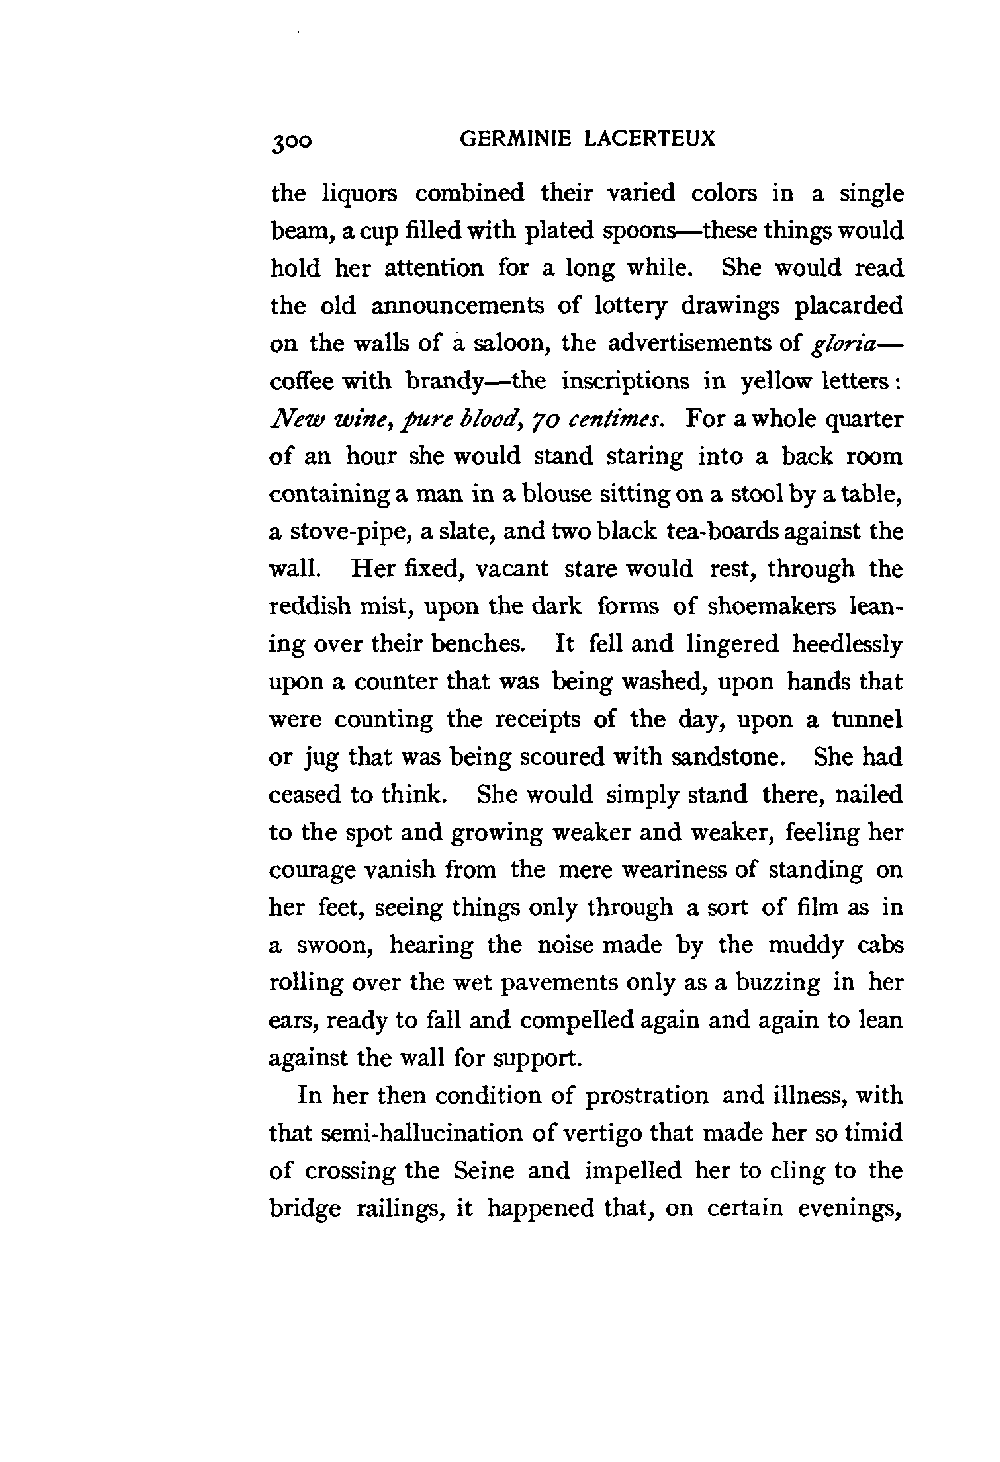 300 GERMINIE LACERTEUX
the liquors combined their varied colors in a single
beam, a cup filled with plated spoons—these things would
hold her attention for a long while. She would read
the old announcements of lottery drawings placarded
on the walls of a saloon, the advertisements of gloria—
coffee with brandy—the inscriptions in yellow letters:
New wine, pure blood, 70 centimes. For a whole quarter
of an hour she would stand staring into a back room
containing a man in a blouse sitting on a stool by a table,
a stove-pipe, a slate, and two black tea-boards against the
wall. Her fixed, vacant stare would rest, through the
reddish mist, upon the dark forms of shoemakers lean-
ing over their benches. It fell and lingered heedlessly
upon a counter that was being washed, upon hands that
were counting the receipts of the day, upon a tunnel
or jug that was being scoured with sandstone. She had
ceased to think. She would simply stand there, nailed
to the spot and growing weaker and weaker, feeling her
courage vanish from the mere weariness of standing on
her feet, seeing things only through a sort of film as in
a swoon, hearing the noise made by the muddy cabs
rolling over the wet pavements only as a buzzing in her
ears, ready to fall and compelled again and again to lean
against the wall for support.
In her then condition of prostration and illness, with
that semi-hallucination of vertigo that made her so timid
of crossing the Seine and impelled her to cling to the
bridge railings, it happened that, on certain evenings,